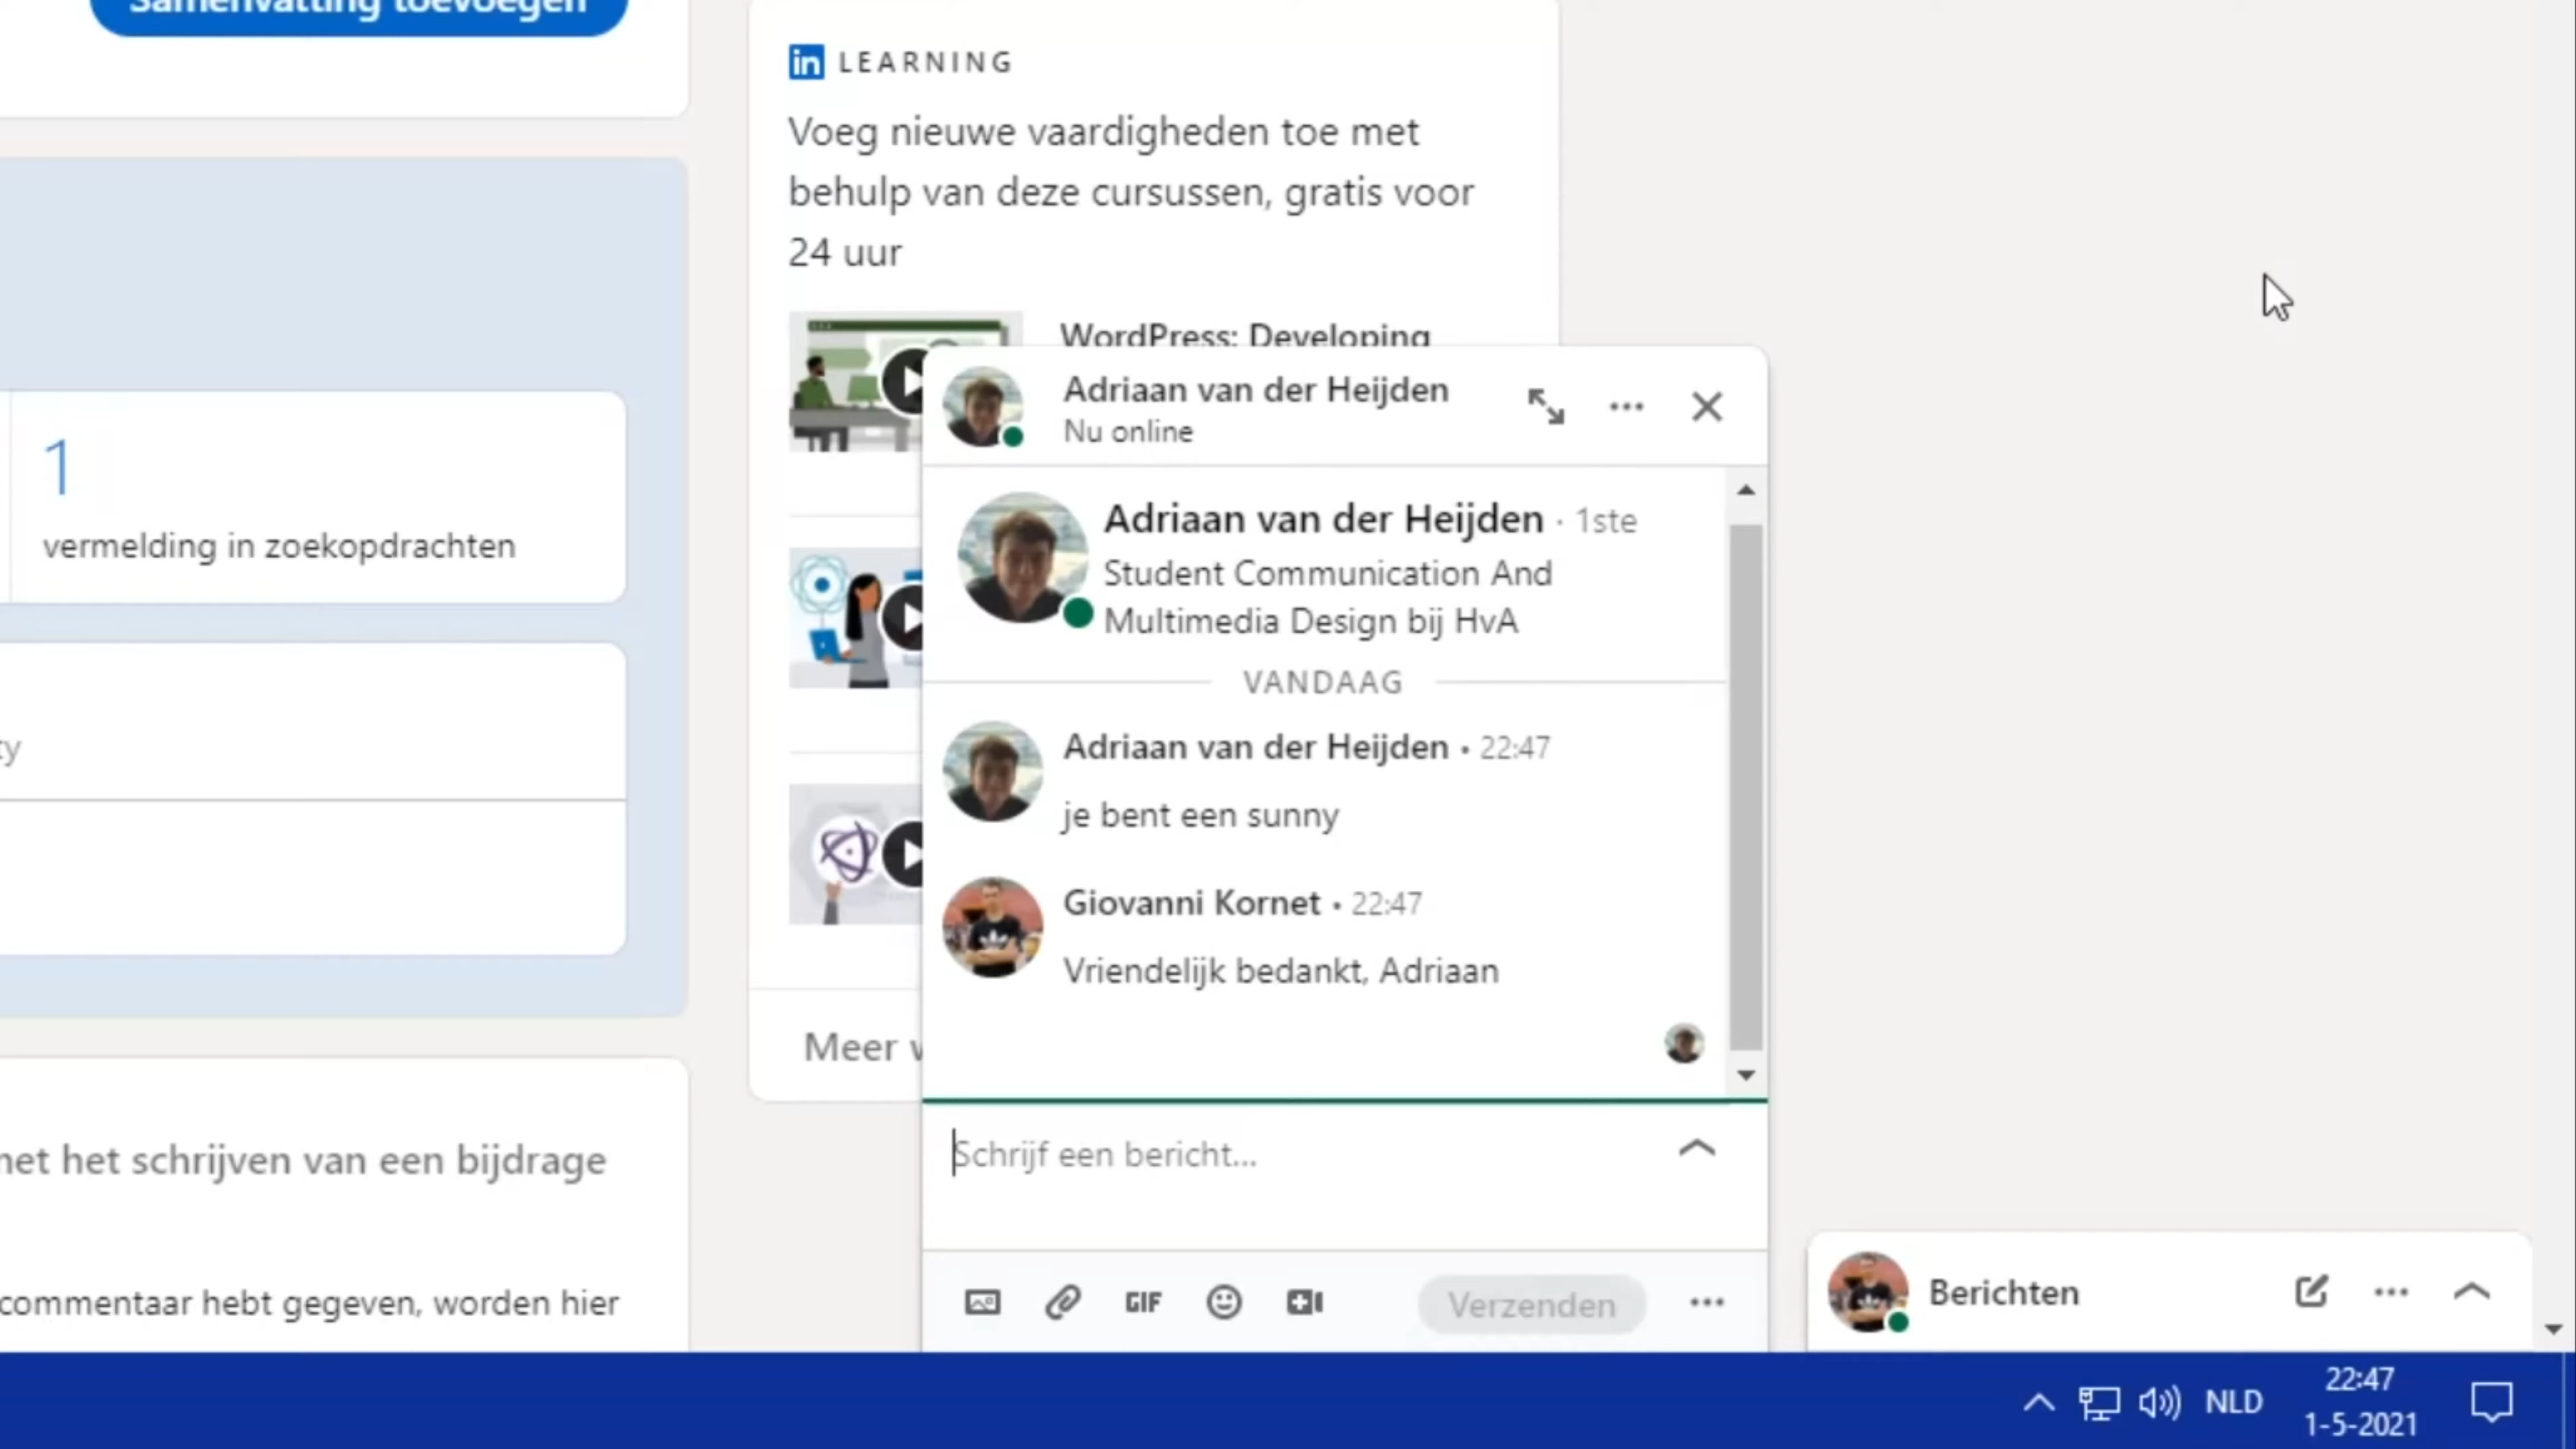 Samenvatting toevoegen
in LEARNING
Voeg nieuwe vaardigheden toe met
behulp van deze cursussen, gratis voor
24 uur
WordPress: Developing
1
vermelding in zoekopdrachten
Meer
met het schrijven van een bijdrage
commentaar hebt gegeven, worden hier
Adriaan van der Heijden
Nu online
Adriaan van der Heijden · 1ste
Student Communication And
Multimedia Design bij HvA
VANDAAG
Adriaan van der Heijden • 22:47
je bent een sunny
Giovanni Kornet • 22:47
Vriendelijk bedankt, Adriaan
Schrijf een bericht...
GIF
Verzenden
Berichten
NLD
22:47
1-5-2021